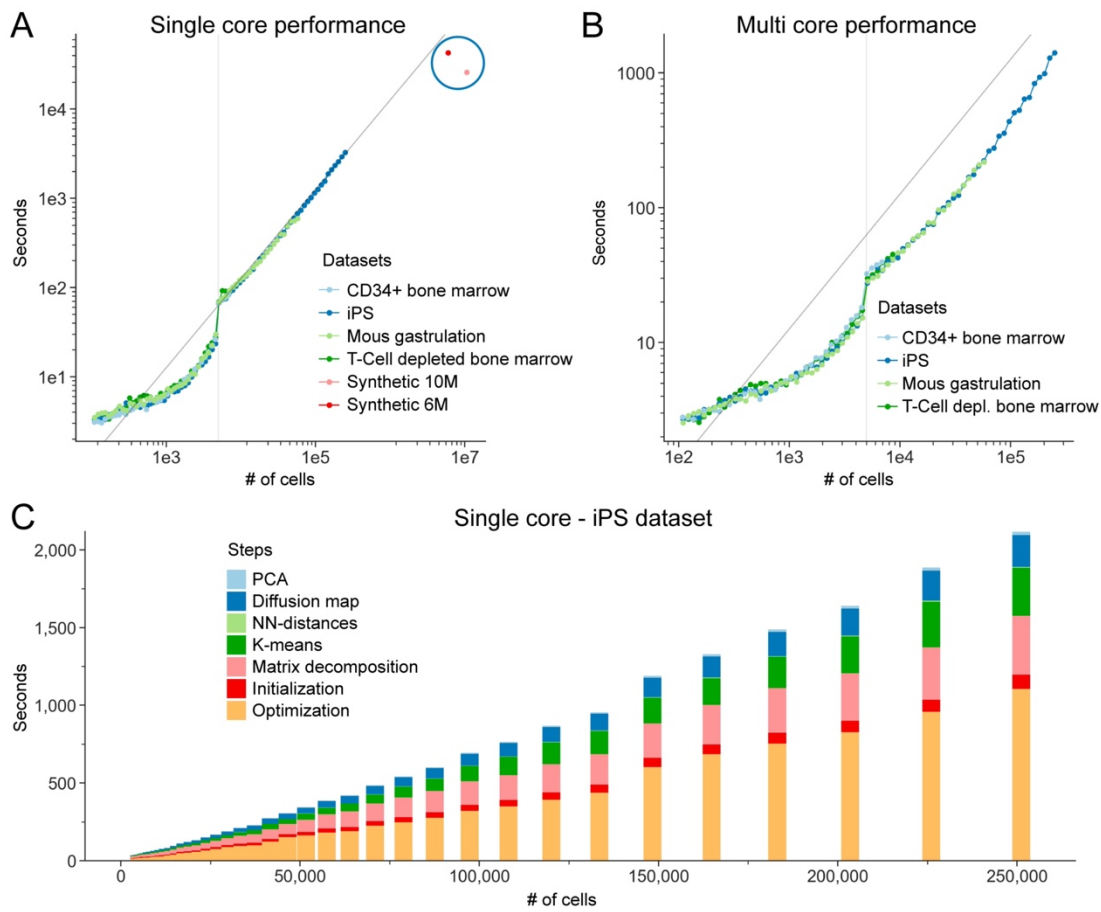 A
Single core performance
1e4
1e3
1e2
1e1
Seconds
1e3
1e5
1e7
# of cells
Datasets
CD34+ bone marrow
iPS
Mous gastrulation
T-Cell depleted bone marrow
Synthetic 10M
Synthetic 6M
B
Multi core performance
1000
100
10
Seconds
1e2
1e3
1e4
1e5
# of cells
Datasets
CD34+ bone marrow
iPS
Mous gastrulation
T-Cell depl. bone marrow
C
Single core - iPS dataset
2,000
1,500
1,000
500
0
Seconds
Steps
PCA
Diffusion map
NN-distances
K-means
Matrix decomposition
Initialization
Optimization
0
50,000
100,000
150,000
200,000
250,000
# of cells